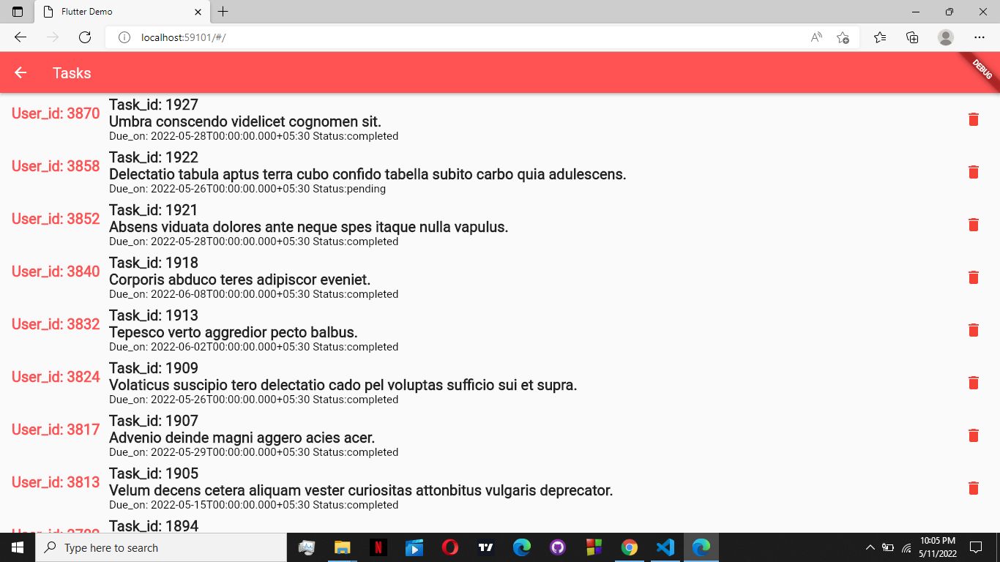 Flutter Demo
localhost:59101/#/
Tasks
DEBUG
User_id: 3870
Task_id: 1927
Umbra conscendo videlicet cognomen sit.
Due_on: 2022-05-28T00:00:00.000+05:30 Status:completed
User_id: 3858
Task_id: 1922
Delectatio tabula aptus terra cubo confido tabella subito carbo quia adulescens.
Due_on: 2022-05-26T00:00:00.000+05:30 Status:pending
User_id: 3852
Task_id: 1921
Absens viduata dolores ante neque spes itaque nulla vapulus.
Due_on: 2022-05-28T00:00:00.000+05:30 Status:completed
User_id: 3840
Task_id: 1918
Corporis abduco teres adipiscor eveniet.
Due_on: 2022-06-08T00:00:00.000+05:30 Status:completed
User_id: 3832
Task_id: 1913
Tepesco verto aggredior pecto balbus.
Due_on: 2022-06-02T00:00:00.000+05:30 Status:completed
User_id: 3824
Task_id: 1909
Volaticus suscipio tero delectatio cado pel voluptas sufficio sui et supra.
Due_on: 2022-05-26T00:00:00.000+05:30 Status:completed
User_id: 3817
Task_id: 1907
Advenio deinde magni aggero acies acer.
Due_on: 2022-05-29T00:00:00.000+05:30 Status:completed
User_id: 3813
Task_id: 1905
Velum decens cetera aliquam vester curiositas attonbitus vulgaris deprecator.
Due_on: 2022-05-15T00:00:00.000+05:30 Status:completed
User_id:
Task_id: 1894
Type here to search
10:05 PM
5/11/2022